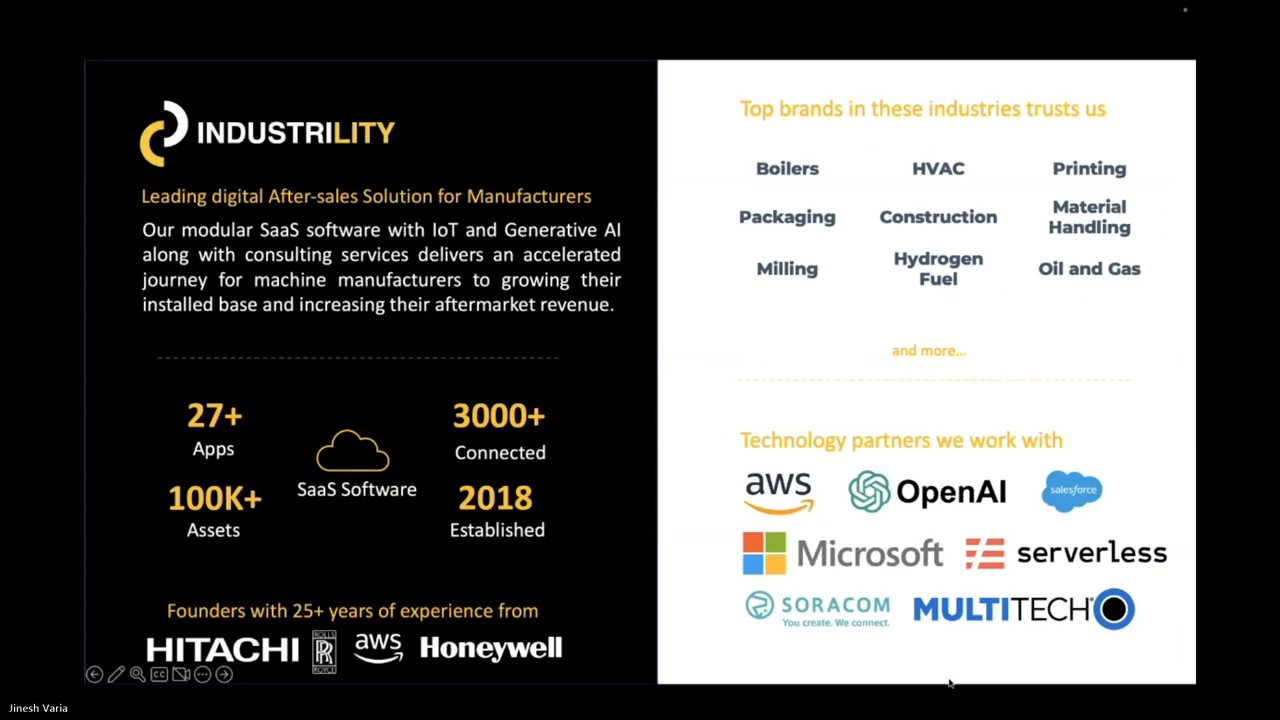 INDUSTRILITY
Leading digital After-sales Solution for Manufacturers
Our modular SaaS software with IoT and Generative AI
along with consulting services delivers an accelerated
journey for machine manufacturers to growing their
installed base and increasing their aftermarket revenue.
27+
Apps
3000+
Connected
SaaS Software
100K+
Assets
2018
Established
Founders with 25+ years of experience from
HITACHI
ROLLS
RR
ROYCE
aws
Honeywell
CC
Top brands in these industries trusts us
Boilers
HVAC
Printing
Packaging
Construction
Material
Handling
Milling
Hydrogen
Fuel
Oil and Gas
and more...
Technology partners we work with
aws
OpenAI
salesforce
Microsoft
serverless
SORACOM
You create. We connect.
MULTITECH
Jinesh Varia